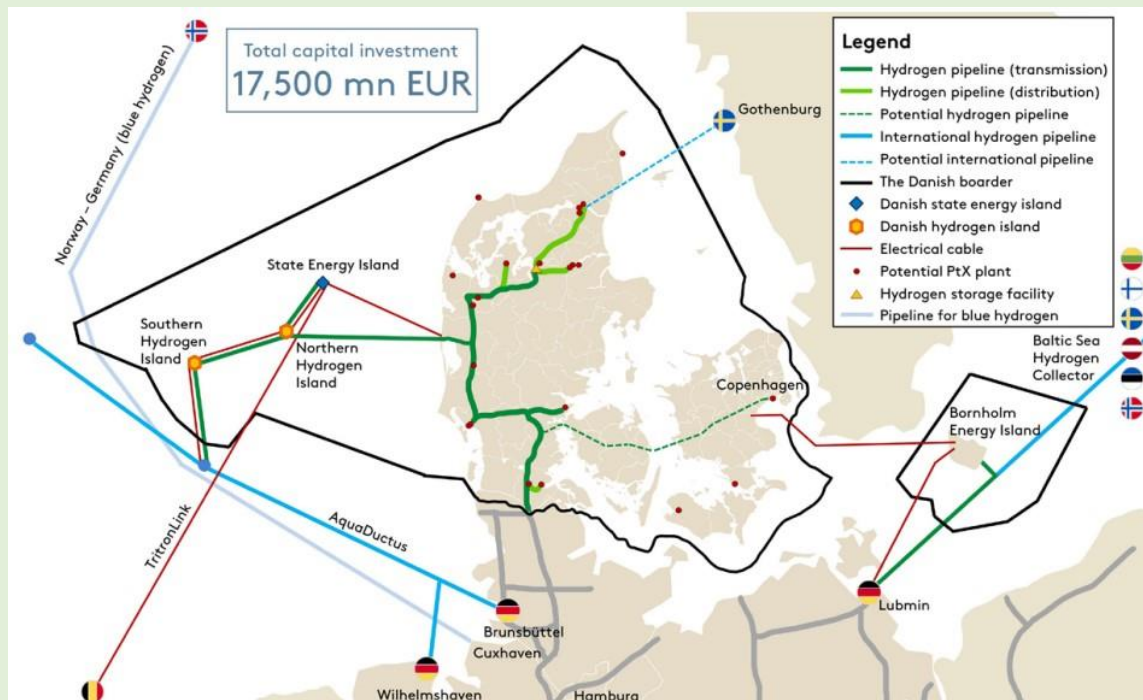 Total capital investment
17,500 mn EUR
Legend
Hydrogen pipeline (transmission)
Hydrogen pipeline (distribution)
Potential hydrogen pipeline
International hydrogen pipeline
Potential international pipeline
The Danish boarder
Danish state energy island
Danish hydrogen island
Electrical cable
Potential PtX plant
Hydrogen storage facility
Pipeline for blue hydrogen
Gothenburg
Norway – Germany (blue hydrogen)
State Energy Island
Southern
Hydrogen
Island
Northern
Hydrogen
Island
Copenhagen
Baltic Sea
Hydrogen
Collector
Bornholm
Energy Island
TritronLink
AquaDuctus
Brunsbüttel
Cuxhaven
Lubmin
Wilhelmshaven
Hamburg